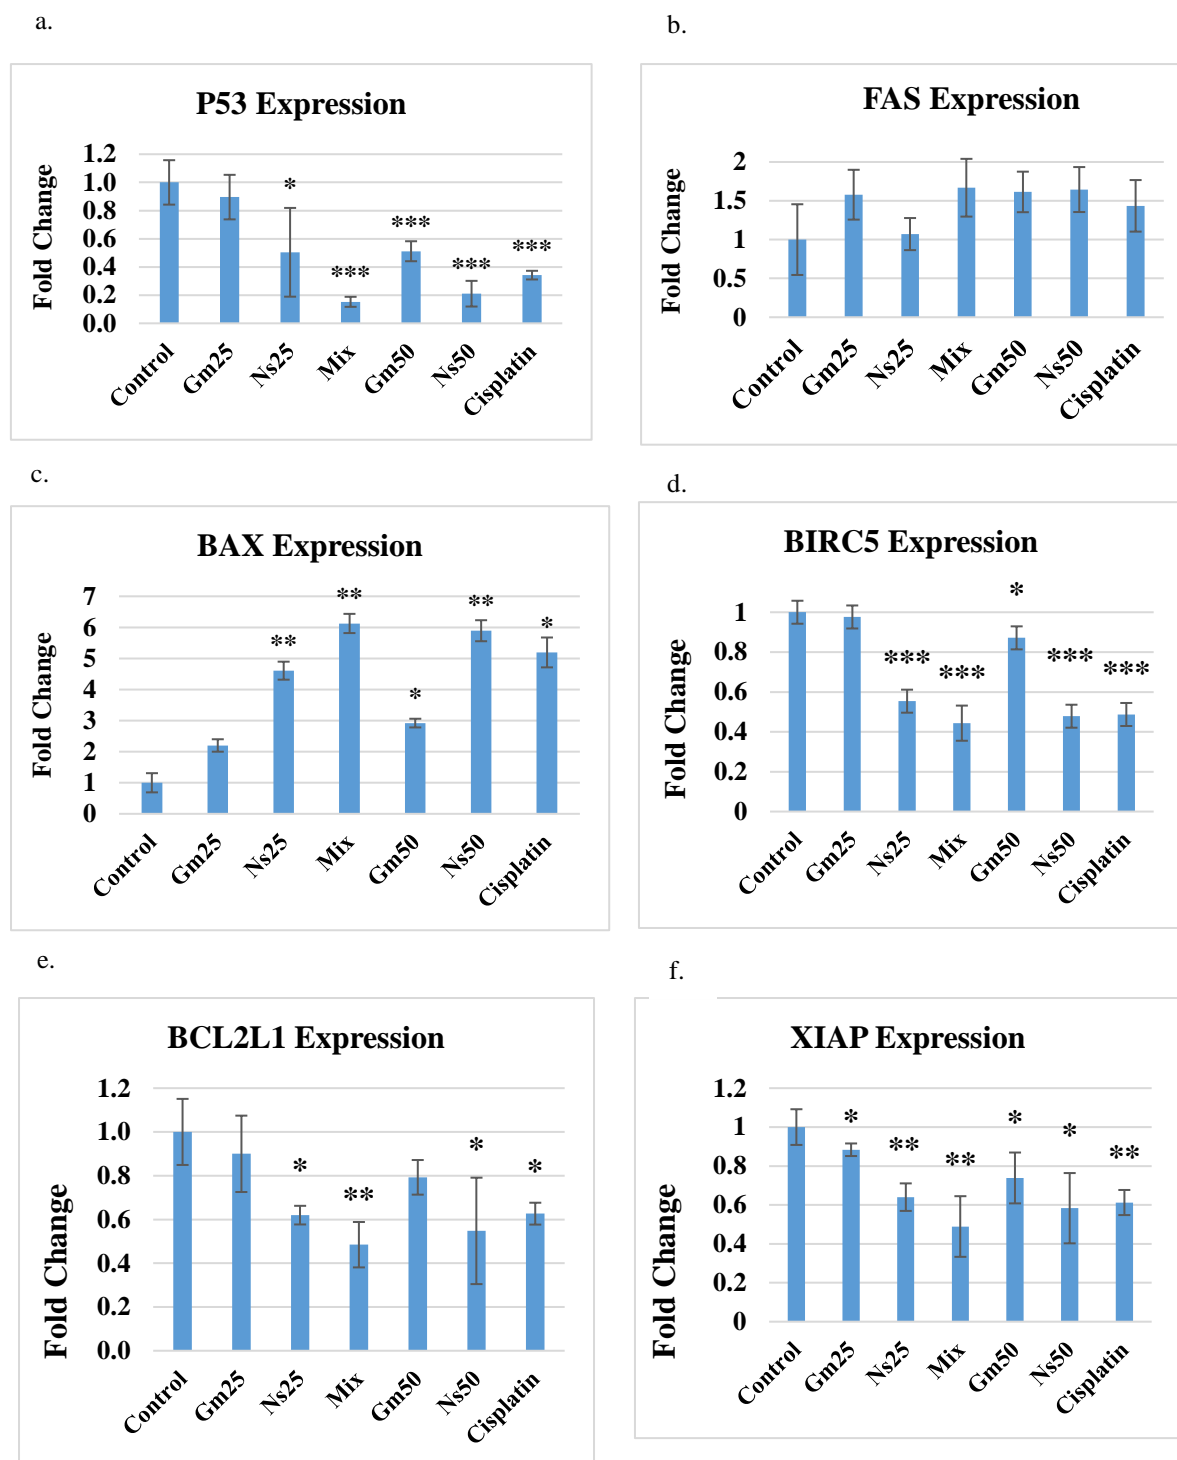 a.
P53 Expression
Fold Change
1.2
1.0
0.8
0.6
0.4
0.2
0.0
*
***
***
***
***
Control
Gm25
Ns25
Mix
Gm50
Ns50
Cisplatin
b.
FAS Expression
Fold Change
2
1.5
1
0.5
0
Control
Gm25
Ns25
Mix
Gm50
Ns50
Cisplatin
c.
BAX Expression
Fold Change
7
6
5
4
3
2
1
0
**
**
*
**
*
Control
Gm25
Ns25
Mix
Gm50
Ns50
Cisplatin
d.
BIRC5 Expression
Fold Change
1
0.8
0.6
0.4
0.2
0
***
***
*
***
***
Control
Gm25
Ns25
Mix
Gm50
Ns50
Cisplatin
e.
BCL2L1 Expression
Fold Change
1.2
1.0
0.8
0.6
0.4
0.2
0.0
*
**
*
*
Control
Gm25
Ns25
Mix
Gm50
Ns50
Cisplatin
f.
XIAP Expression
Fold Change
1.2
1
0.8
0.6
0.4
0.2
0
*
**
**
*
*
**
Control
Gm25
Ns25
Mix
Gm50
Ns50
Cisplatin